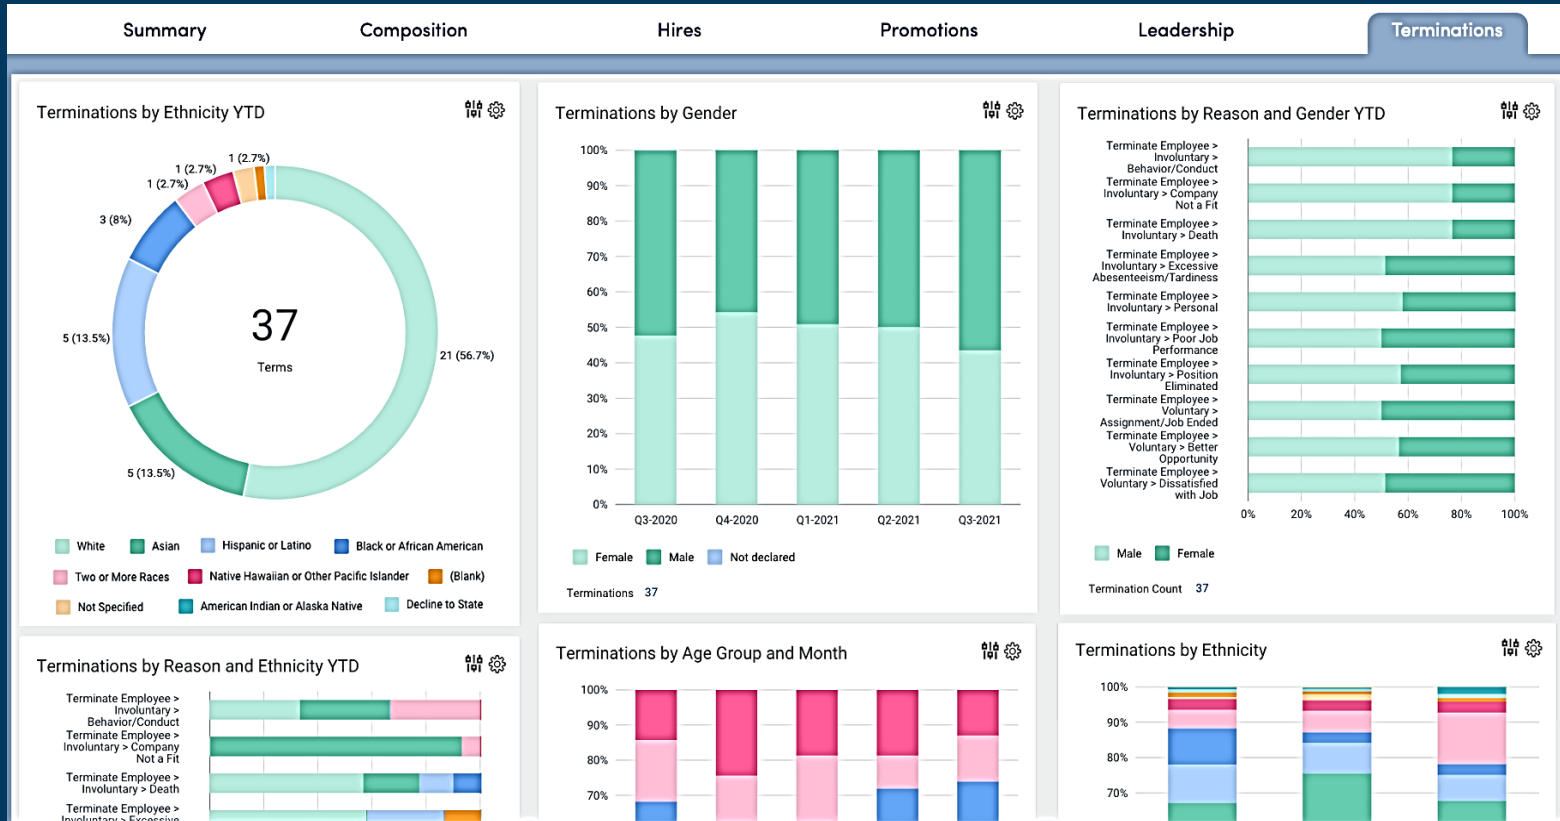 Summary
Composition
Hires
Promotions
Leadership
Terminations
Terminations by Ethnicity YTD
1 (2.7%)
1 (2.7%)
1 (2.7%)
3 (8%)
5 (13.5%)
5 (13.5%)
21 (56.7%)
37
Terms
White
Asian
Hispanic or Latino
Black or African American
Two or More Races
Native Hawaiian or Other Pacific Islander
(Blank)
Not Specified
American Indian or Alaska Native
Decline to State
Terminations by Gender
100%
90%
80%
70%
60%
50%
40%
30%
20%
10%
0%
Q3-2020
Q4-2020
Q1-2021
Q2-2021
Q3-2021
Female
Male
Not declared
Terminations 37
Terminations by Reason and Gender YTD
Terminate Employee >
Involuntary >
Behavior/Conduct
Terminate Employee >
Involuntary > Company
Not a Fit
Terminate Employee >
Involuntary > Death
Terminate Employee >
Involuntary > Excessive
Abesenteeism/Tardiness
Terminate Employee >
Involuntary > Personal
Terminate Employee >
Involuntary > Poor Job
Performance
Terminate Employee >
Involuntary > Position
Eliminated
Terminate Employee >
Voluntary >
Assignment/Job Ended
Terminate Employee >
Voluntary > Better
Opportunity
Terminate Employee >
Voluntary > Dissatisfied
with Job
0%
20%
40%
60%
80%
100%
Male
Female
Termination Count 37
Terminations by Reason and Ethnicity YTD
Terminate Employee >
Involuntary >
Behavior/Conduct
Terminate Employee >
Involuntary > Company
Not a Fit
Terminate Employee >
Involuntary > Death
Terminate Employee >
Involuntary > Excessive
Terminations by Age Group and Month
100%
90%
80%
70%
Terminations by Ethnicity
100%
90%
80%
70%